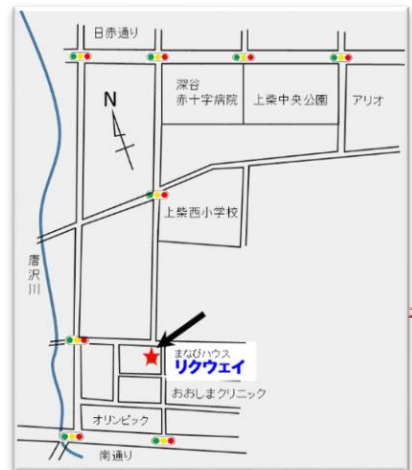 日赤通り
深谷
赤十字病院
上柴中央公園
アリオ
N
上柴西小学校
唐沢川
まなびハウス
リクウェイ
おおしまクリニック
オリンピック
南通り